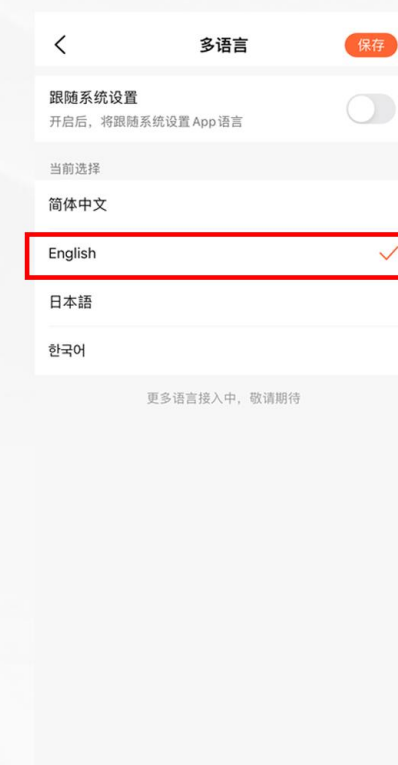 多语言
保存
跟随系统设置
开启后，将跟随系统设置App语言
当前选择
简体中文
English
日本語
한국어
更多语言接入中，敬请期待